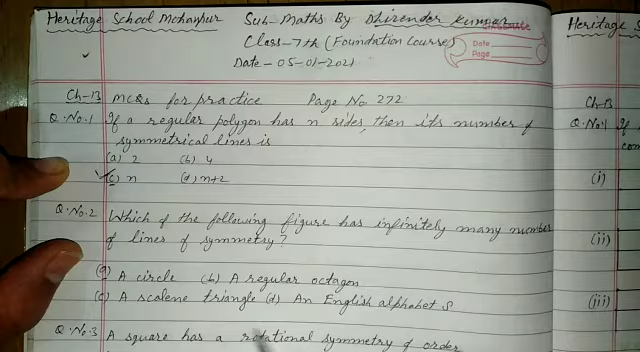 Heritage School Mohanpur Sub-Maths By Dhirender Kumar
Class-7th (Foundation Course)
Date
Page
Date-05-01-2021
Ch-13 MCQs for practice Page No 272
Q.No.1 If a regular polygon has n sides, then its number of
symmetrical lines is
(a) 2 (b) 4
(c) n (d) n+2
Q.No.2 Which of the following figure has infinitely many number
of lines of symmetry?
(a) A circle (b) A regular octagon
(c) A scalene triangle (d) An English alphabet S
Q.No.3 A square has a rotational symmetry of order
Heritage S
Ch-13
Q.No.1 If
com
(i)
(ii)
(iii)